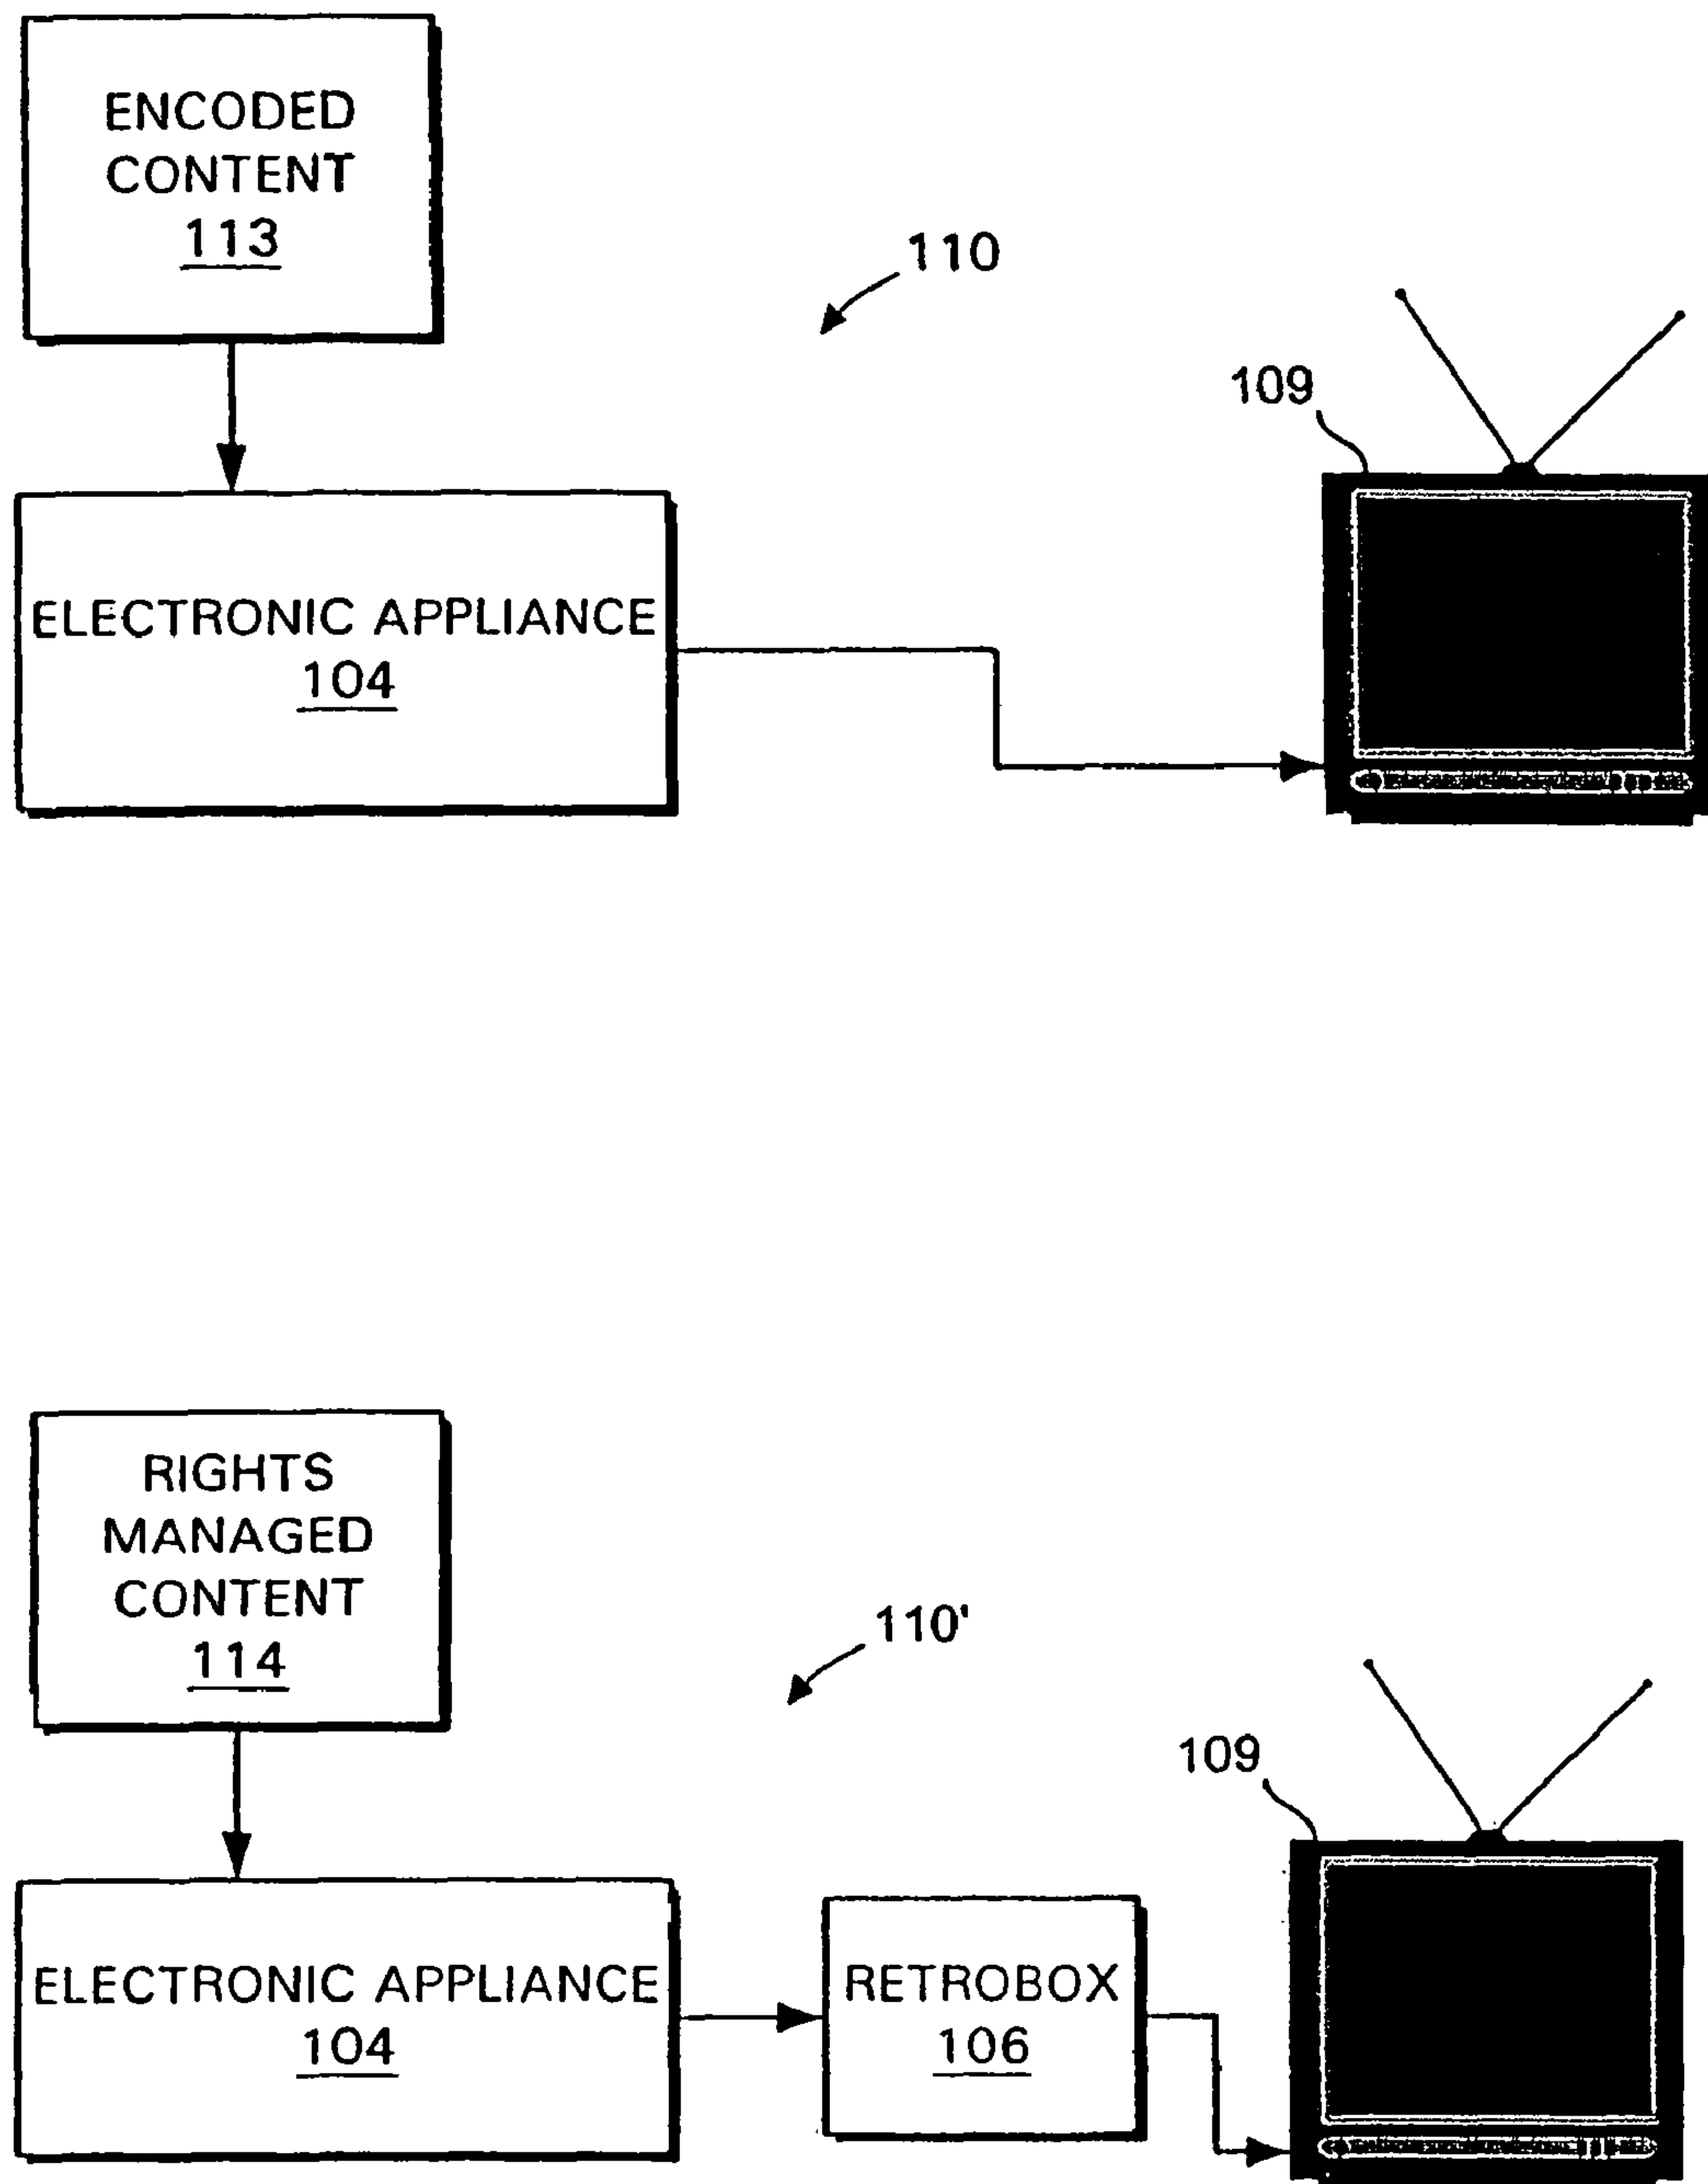 ENCODED
CONTENT
113
110
109
ELECTRONIC APPLIANCE
104
RIGHTS
MANAGED
CONTENT
114
110'
109
ELECTRONIC APPLIANCE
104
RETROBOX
106